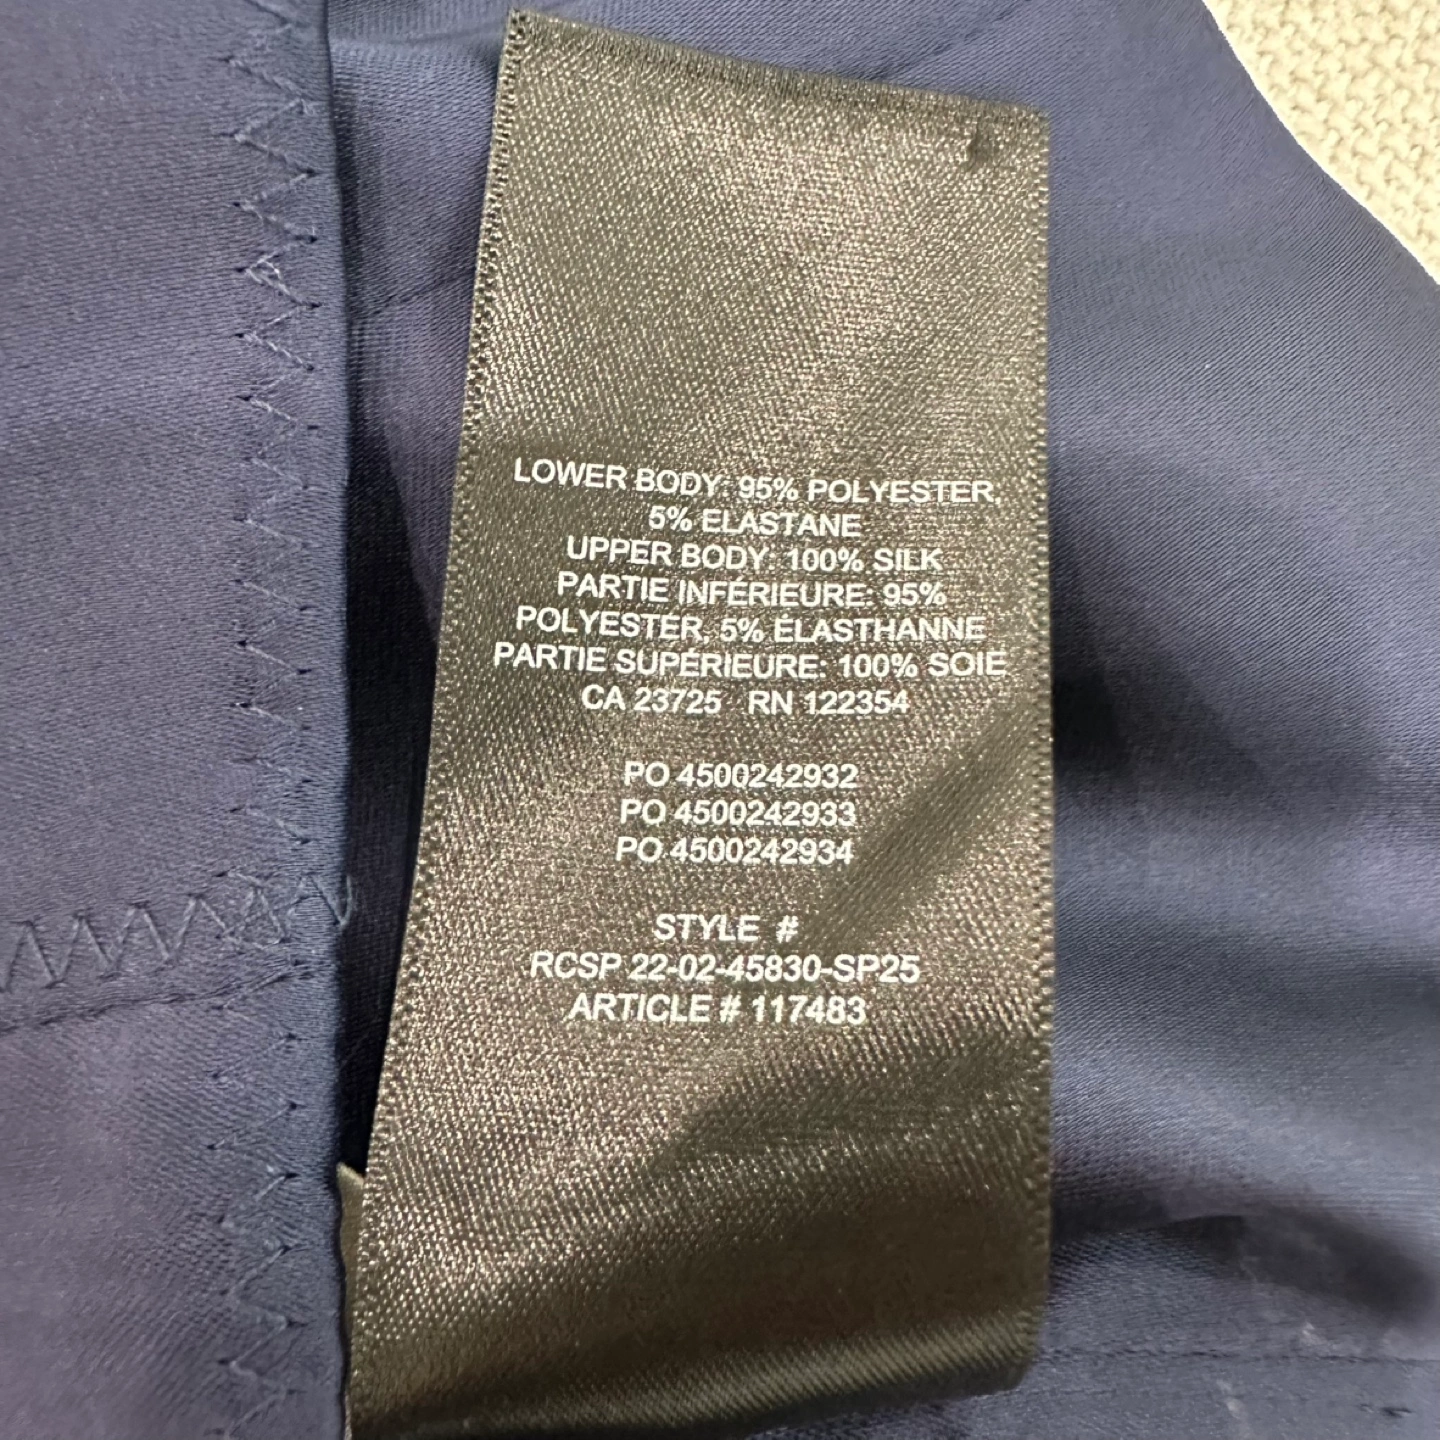 LOWER BODY: 95% POLYESTER,
5% ELASTANE
UPPER BODY: 100% SILK
PARTIE INFÉRIEURE: 95%
POLYESTER, 5% ÉLASTHANNE
PARTIE SUPÉRIEURE: 100% SOIE
CA 23725 RN 122354
PO 4500242932
PO 4500242933
PO 4500242934
STYLE #
RCSP 22-02-45830-SP25
ARTICLE # 117483